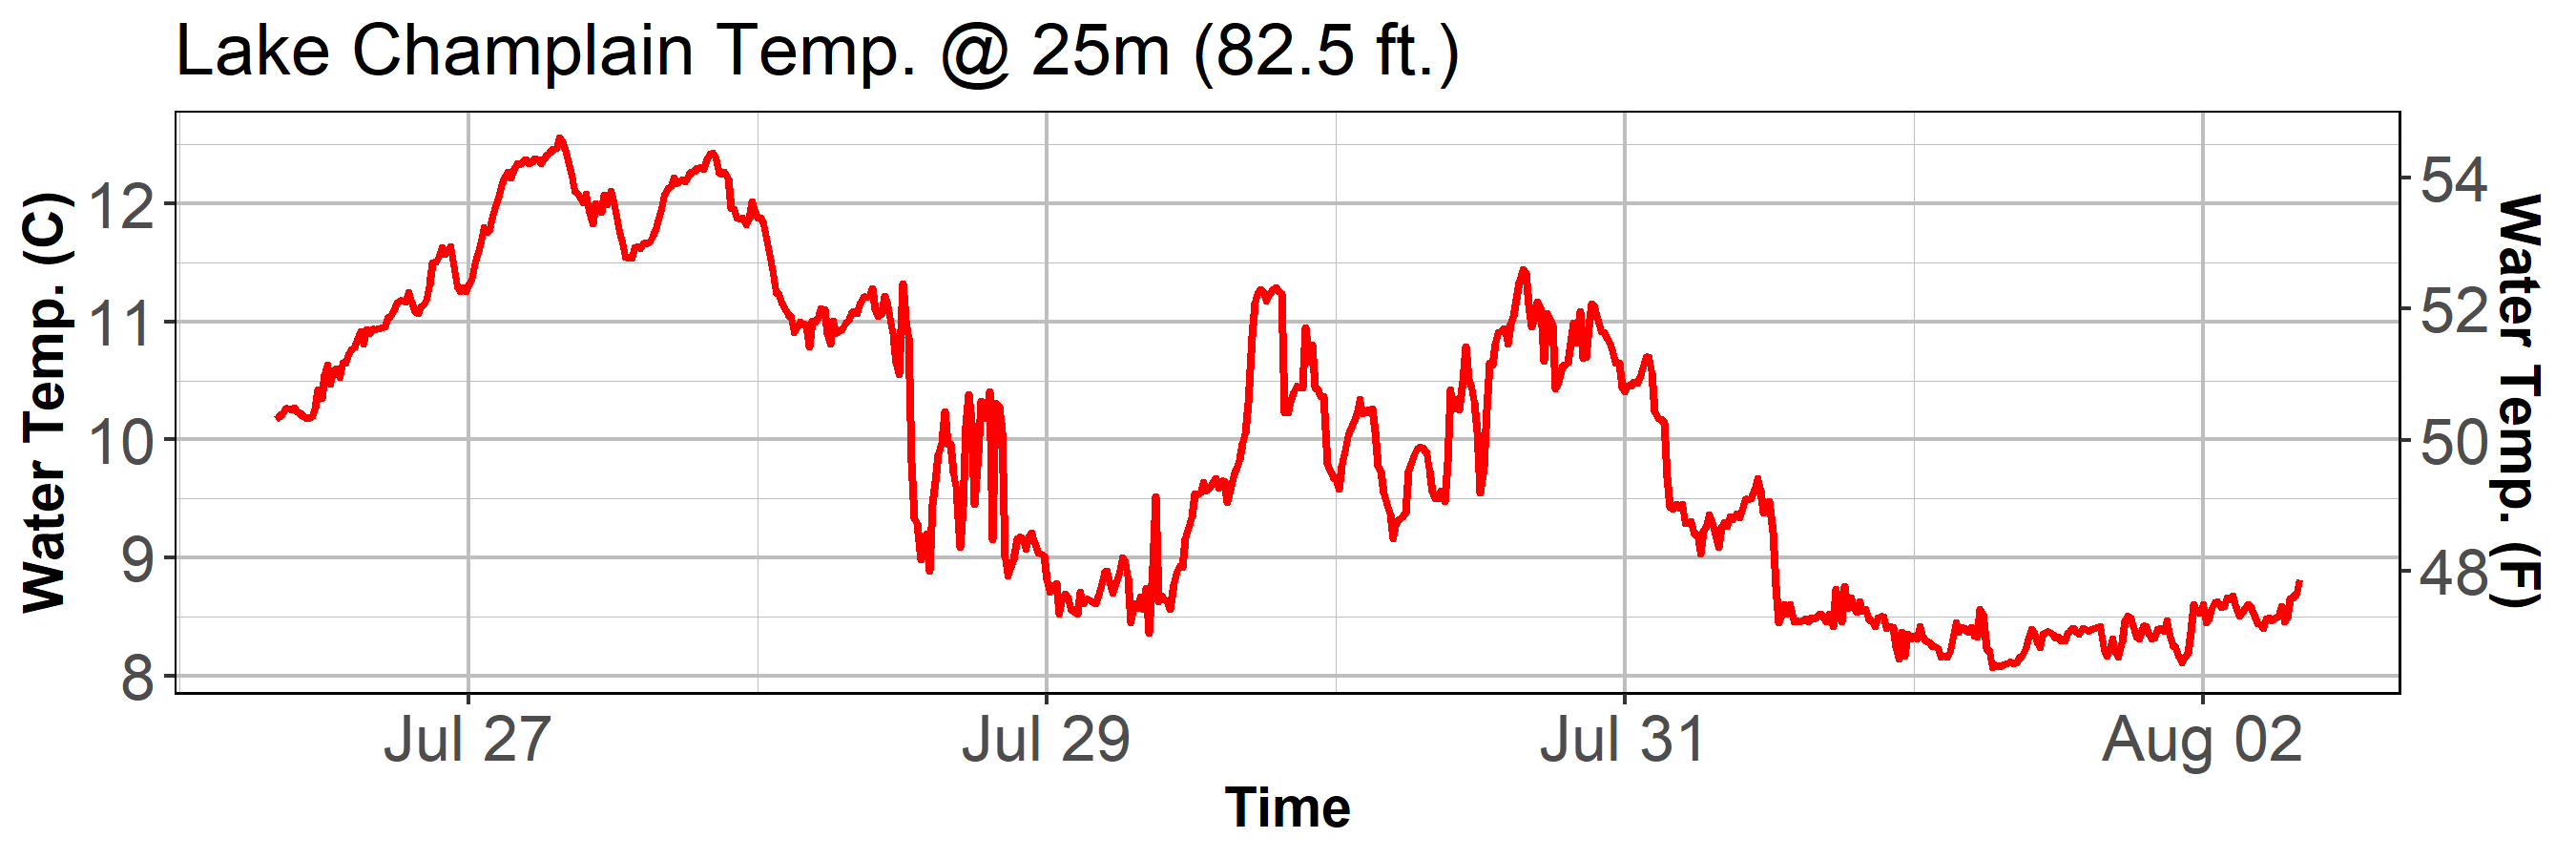 Lake Champlain Temp. @ 25m (82.5 ft.)
Water Temp. (C)
12
11
10
9
8
54
52
50
48
Water Temp. (F)
Jul 27
Jul 29
Jul 31
Aug 02
Time